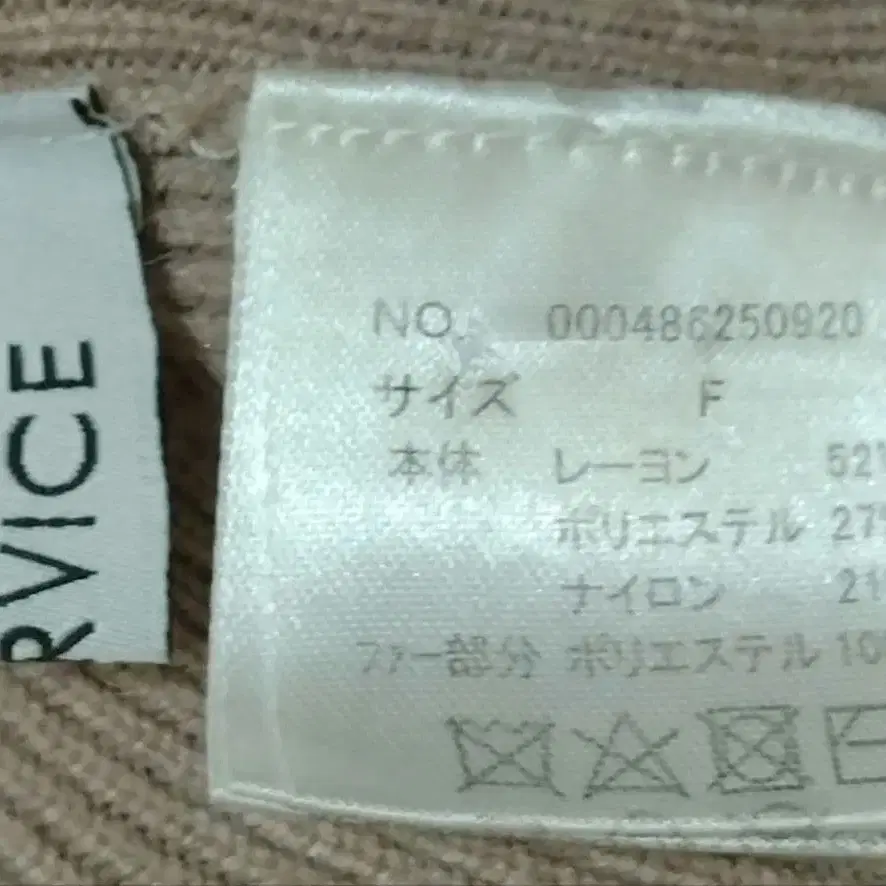 RVICE
NO. 000486250920
サイズ F
本体 レーヨン 52
ポリエステル 27%
ナイロン 21
ファー部分 ポリエステル 10